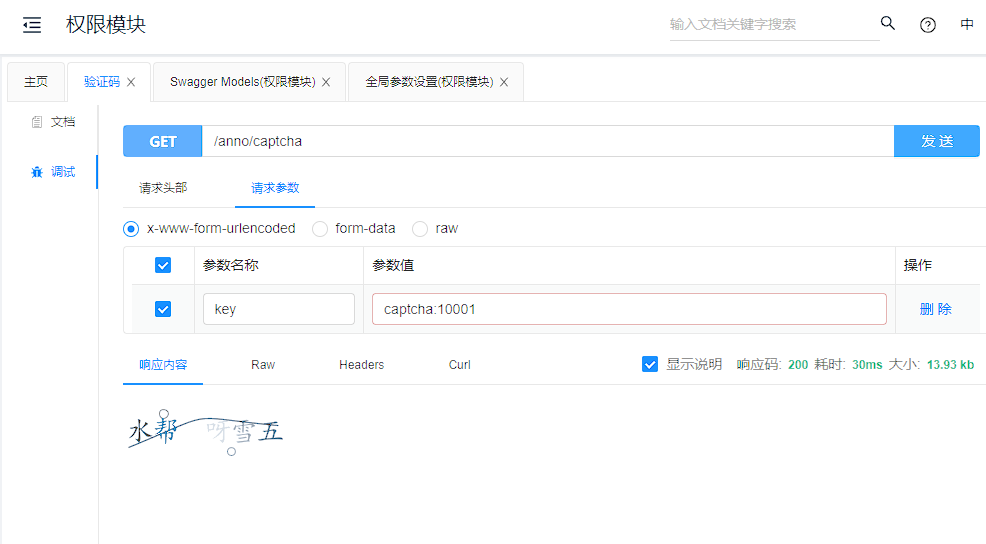 权限模块 输入文档关键字搜索 中
主页 验证码 Swagger Models(权限模块) 全局参数设置(权限模块)
文档
调试
GET /anno/captcha 发 送
请求头部 请求参数
x-www-form-urlencoded form-data raw
参数名称 参数值 操作
key captcha:10001 删 除
响应内容 Raw Headers Curl 显示说明 响应码: 200 耗时: 30ms 大小: 13.93 kb
水帮呀雪五